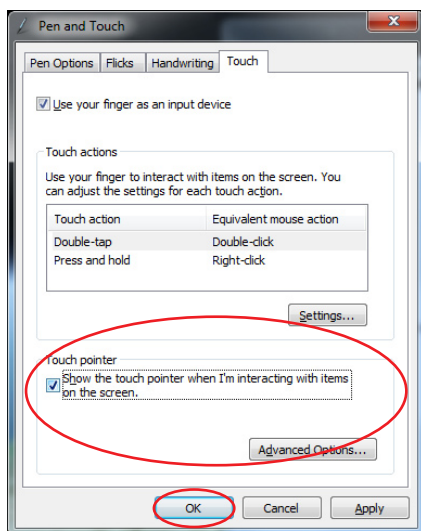 Pen and Touch
Pen Options Flicks Handwriting Touch
Use your finger as an input device
Touch actions
Use your finger to interact with items on the screen. You
can adjust the settings for each touch action.
Touch action Equivalent mouse action
Double-tap Double-click
Press and hold Right-click
Settings...
Touch pointer
Show the touch pointer when I'm interacting with items
on the screen.
Advanced Options...
OK Cancel Apply